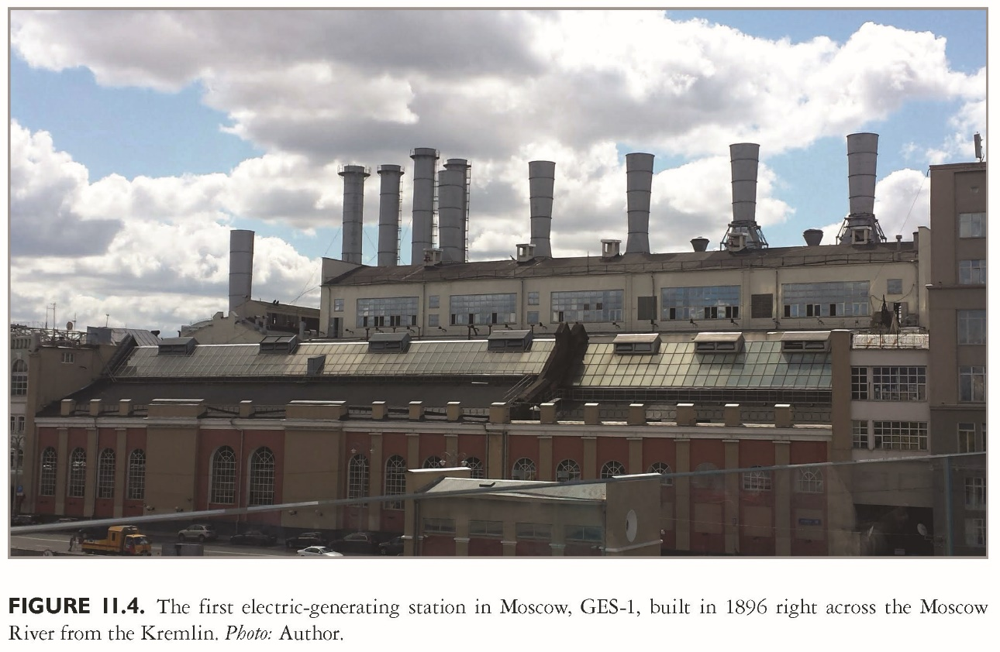 FIGURE 11.4. The first electric-generating station in Moscow, GES-1, built in 1896 right across the Moscow
River from the Kremlin. Photo: Author.